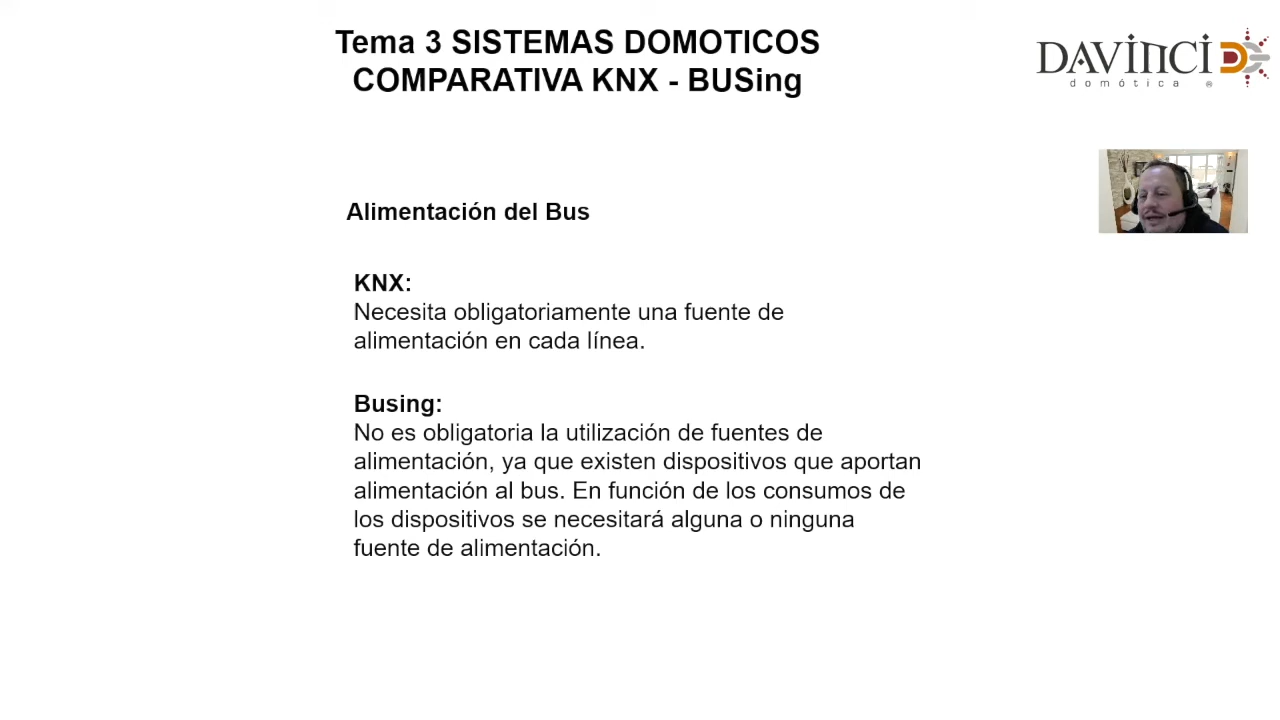 Tema 3 SISTEMAS DOMOTICOS
COMPARATIVA KNX - BUSing
DAVINCI
domótica ®
Alimentación del Bus
KNX:
Necesita obligatoriamente una fuente de
alimentación en cada línea.
Busing:
No es obligatoria la utilización de fuentes de
alimentación, ya que existen dispositivos que aportan
alimentación al bus. En función de los consumos de
los dispositivos se necesitará alguna o ninguna
fuente de alimentación.